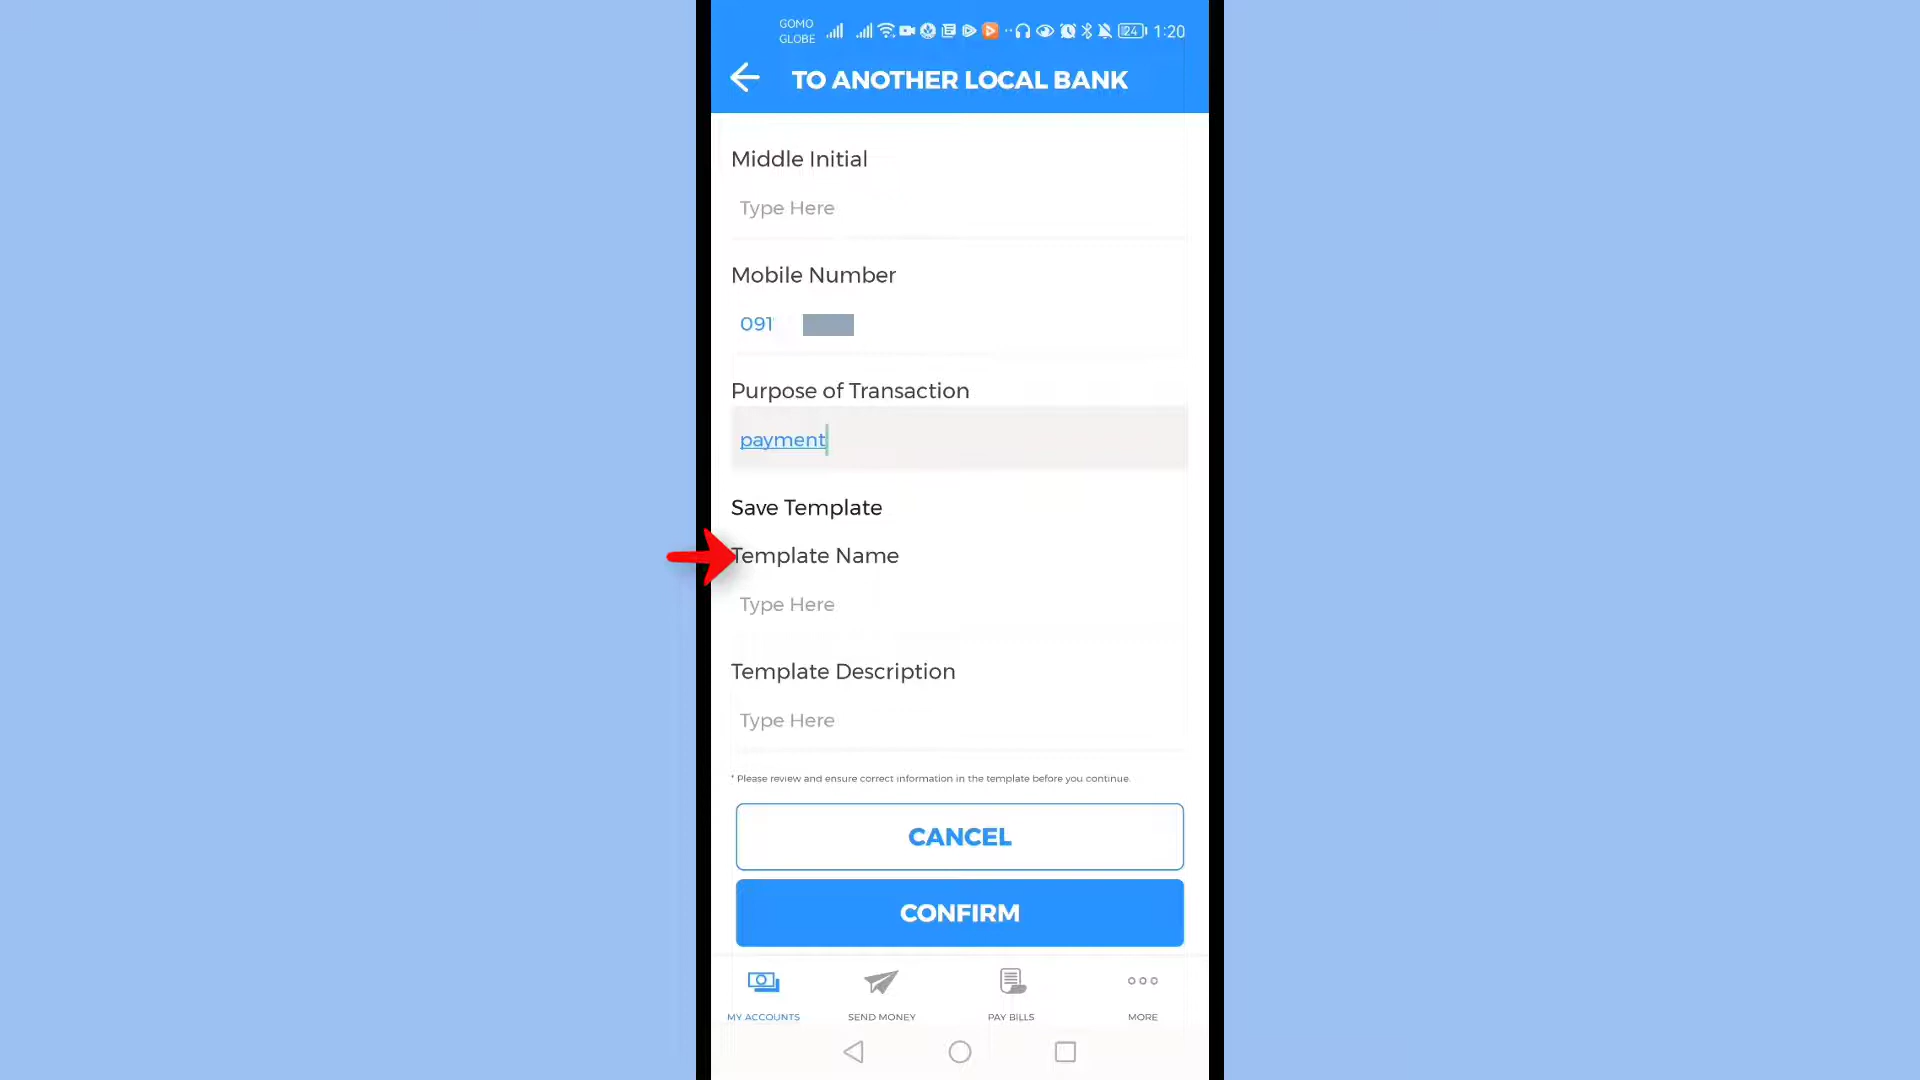 GOMO
GLOBE
24
1:20
TO ANOTHER LOCAL BANK
Middle Initial
Type Here
Mobile Number
091
Purpose of Transaction
payment
Save Template
Template Name
Type Here
Template Description
Type Here
* Please review and ensure correct information in the template before you continue.
CANCEL
CONFIRM
MY ACCOUNTS
SEND MONEY
PAY BILLS
MORE